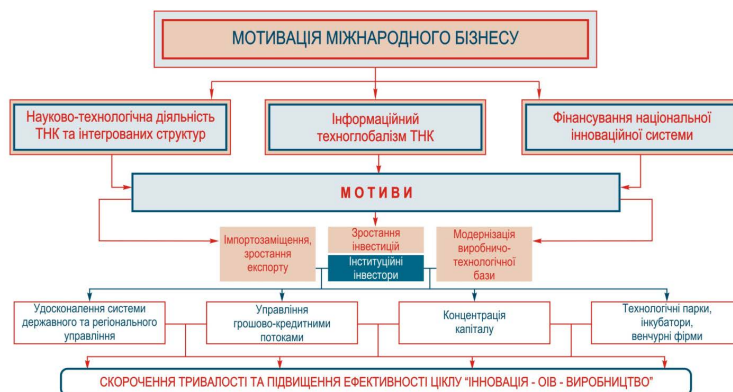 МОТИВАЦІЯ МІЖНАРОДНОГО БІЗНЕСУ
Науково-технологічна діяльність
ТНК та інтегрованих структур
Інформаційний
техноглобалізм ТНК
Фінансування національної
інноваційної системи
МОТИВИ
Імпортозаміщення,
зростання
експорту
Зростання
інвестицій
Інституційні
інвестори
Модернізація
виробничо-
технологічної
бази
Удосконалення системи
державного та регіонального
управління
Управління
грошово-кредитними
потоками
Концентрація
капіталу
Технологічні парки,
інкубатори,
венчурні фірми
СКОРОЧЕННЯ ТРИВАЛОСТІ ТА ПІДВИЩЕННЯ ЕФЕКТИВНОСТІ ЦИКЛУ “ІННОВАЦІЯ - ОІВ - ВИРОБНИЦТВО”